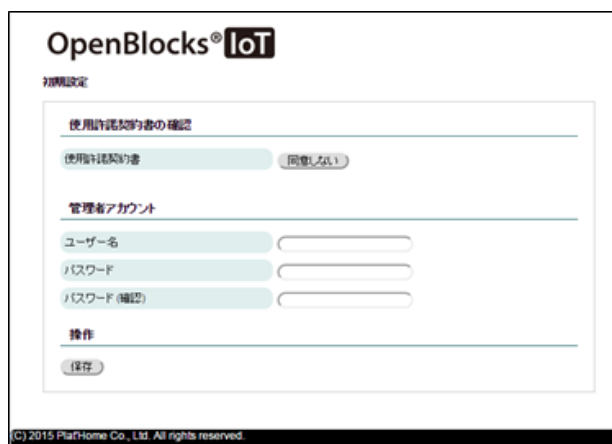 OpenBlocks® IoT
初期設定
使用許諾契約書の確認
使用許諾契約書 同意しない
管理者アカウント
ユーザー名
パスワード
パスワード(確認)
操作
保存
(C) 2015 Plat'Home Co., Ltd. All rights reserved.